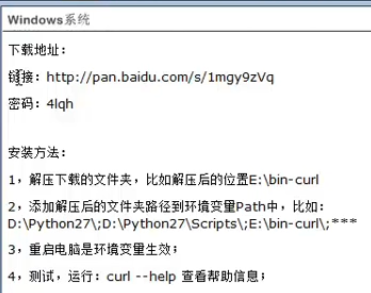 Windows系统
下载地址：
链接：http://pan.baidu.com/s/1mgy9zVq
密码：4lqh
安装方法：
1，解压下载的文件夹，比如解压后的位置E:\bin-curl
2，添加解压后的文件夹路径到环境变量Path中，比如：
D:\Python27\;D:\Python27\Scripts\;E:\bin-curl\;***
3，重启电脑是环境变量生效；
4，测试，运行：curl --help 查看帮助信息；